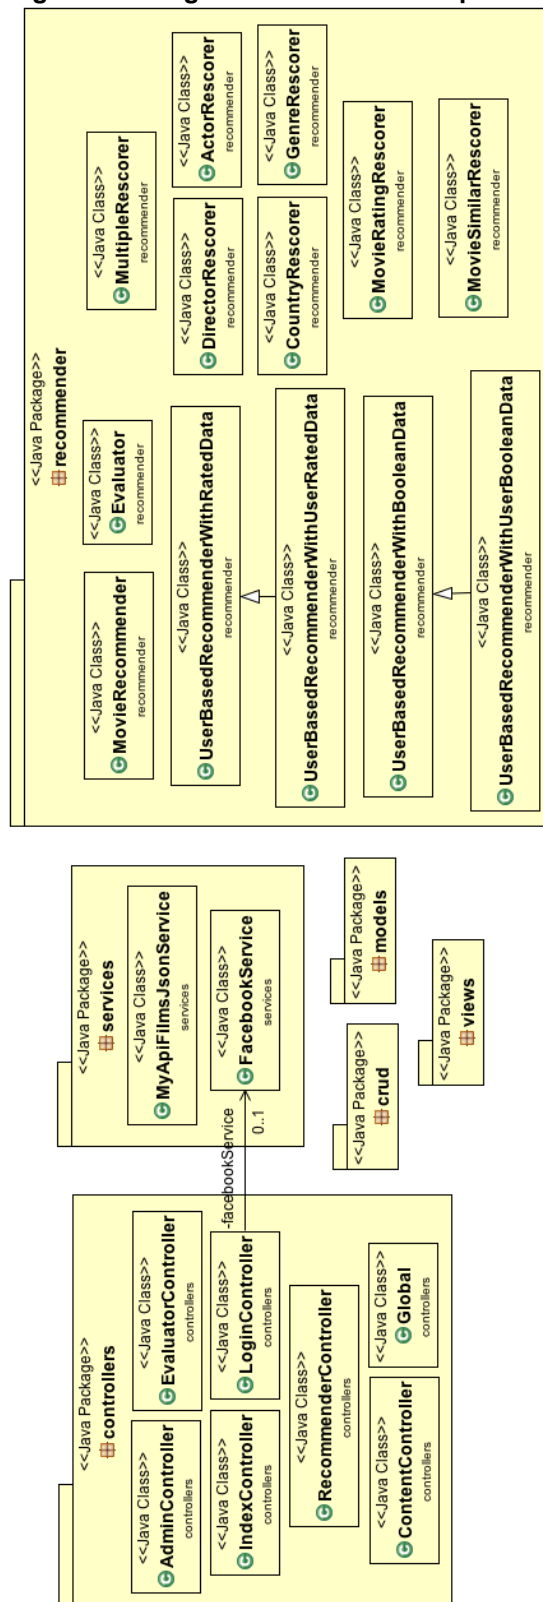 <<Java Package>>
controllers
<<Java Class>>
AdminController
controllers
<<Java Class>>
EvaluatorController
controllers
<<Java Class>>
IndexController
controllers
<<Java Class>>
LoginController
controllers
<<Java Class>>
RecommenderController
controllers
<<Java Class>>
ContentController
controllers
<<Java Class>>
Global
controllers
-facebookService
0..1
<<Java Package>>
services
<<Java Class>>
MyApiFilmsJsonService
services
<<Java Class>>
FacebookService
services
<<Java Package>>
crud
<<Java Package>>
models
<<Java Package>>
views
<<Java Package>>
recommender
<<Java Class>>
MovieRecommender
recommender
<<Java Class>>
Evaluator
recommender
<<Java Class>>
MultipleRescorer
recommender
<<Java Class>>
UserBasedRecommenderWithRatedData
recommender
<<Java Class>>
DirectorRescorer
recommender
<<Java Class>>
ActorRescorer
recommender
<<Java Class>>
UserBasedRecommenderWithUserRatedData
recommender
<<Java Class>>
CountryRescorer
recommender
<<Java Class>>
GenreRescorer
recommender
<<Java Class>>
UserBasedRecommenderWithBooleanData
recommender
<<Java Class>>
MovieRatingRescorer
recommender
<<Java Class>>
UserBasedRecommenderWithUserBooleanData
recommender
<<Java Class>>
MovieSimilarRescorer
recommender